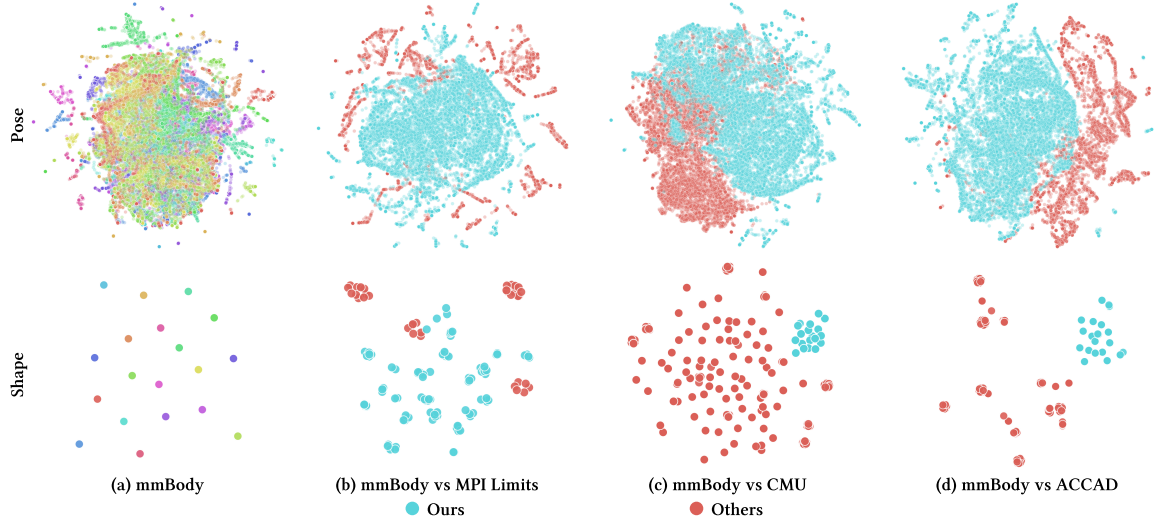 Pose
Shape
(a) mmBody
(b) mmBody vs MPI Limits
(c) mmBody vs CMU
(d) mmBody vs ACCAD
Ours
Others